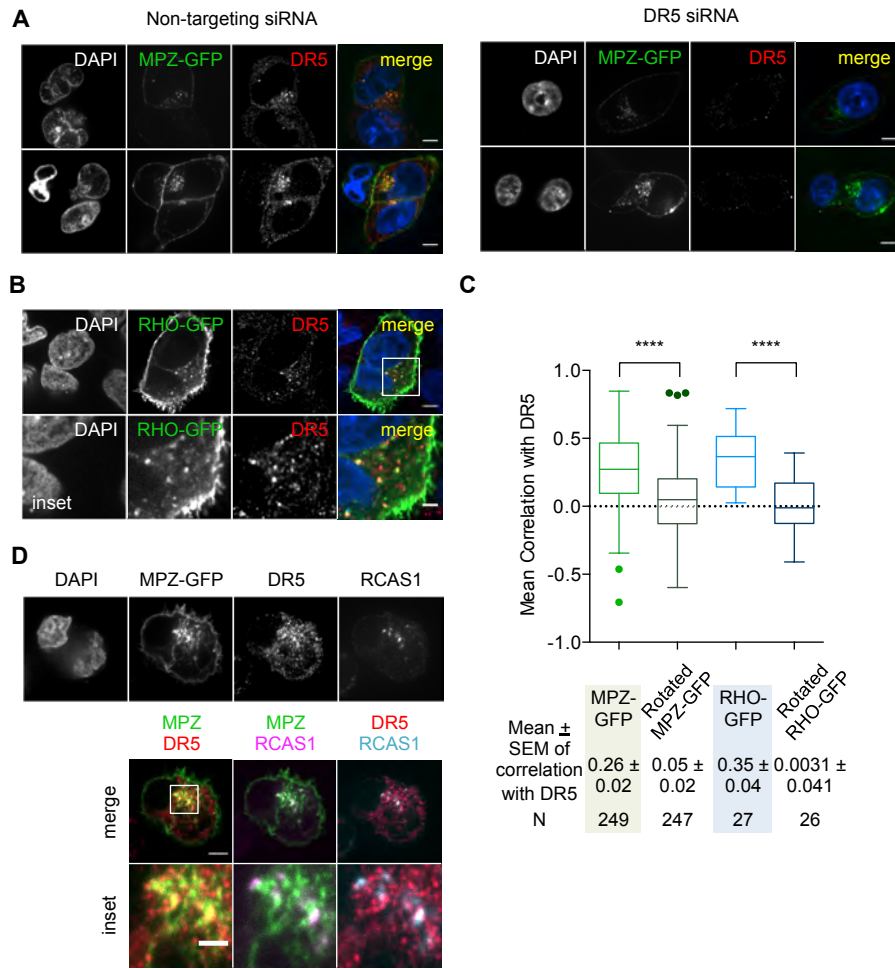 A
Non-targeting siRNA
DR5 siRNA
DAPI MPZ-GFP DR5 merge
DAPI MPZ-GFP DR5 merge
B
DAPI RHO-GFP DR5 merge
DAPI RHO-GFP DR5 merge
inset
C
**** ****
Mean Correlation with DR5
1.0
0.5
0.0
-0.5
-1.0
MPZ-GFP Rotated MPZ-GFP RHO-GFP Rotated RHO-GFP
Mean ± SEM of correlation with DR5
0.26 ± 0.02 0.05 ± 0.02 0.35 ± 0.04 0.0031 ± 0.041
N 249 247 27 26
D
DAPI MPZ-GFP DR5 RCAS1
MPZ MPZ DR5
DR5 RCAS1 RCAS1
merge
inset